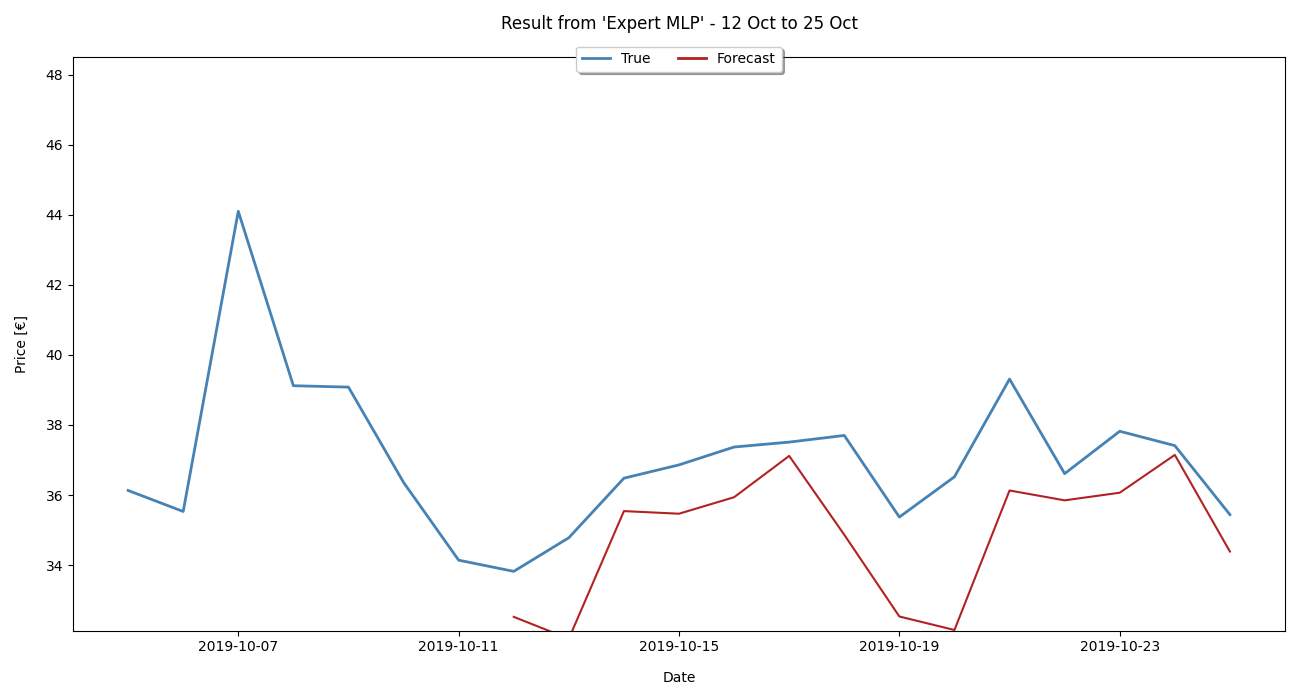 Result from 'Expert MLP' - 12 Oct to 25 Oct
True Forecast
48
46
44
42
40
38
36
34
Price [€]
2019-10-07 2019-10-11 2019-10-15 2019-10-19 2019-10-23
Date